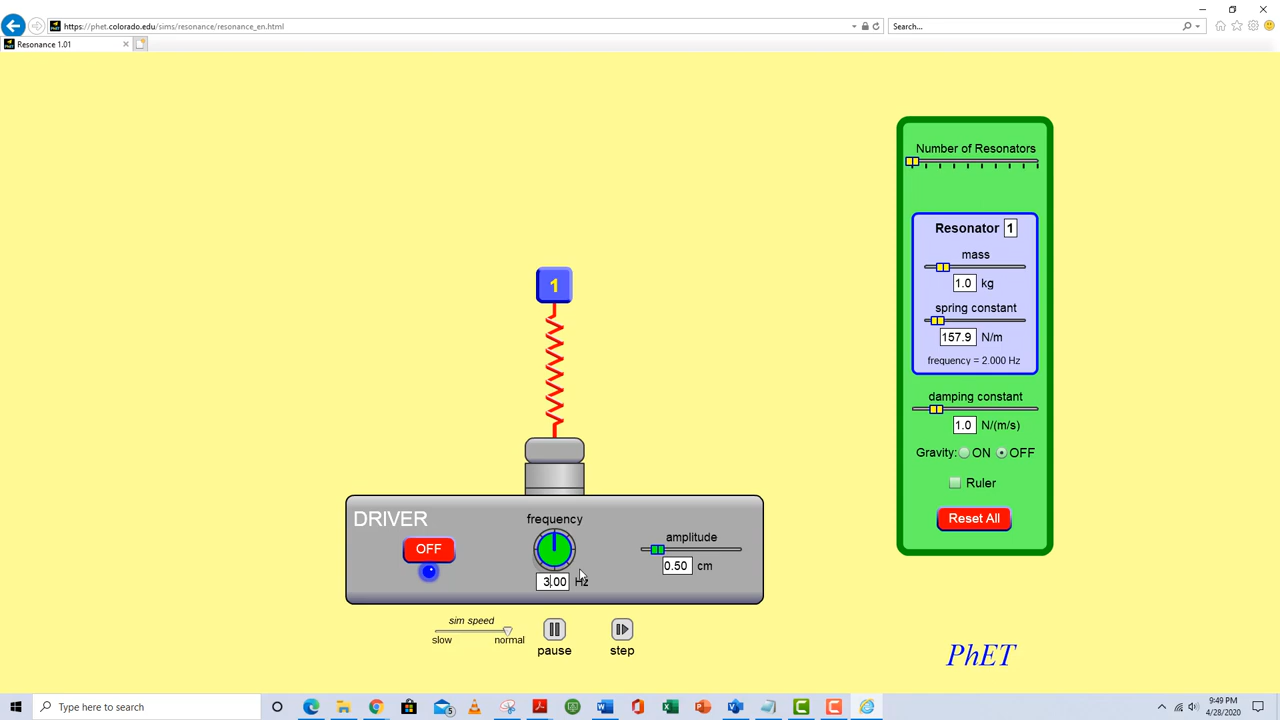 https://phet.colorado.edu/sims/resonance/resonance_en.html
Search...
Resonance 1.01
Number of Resonators
Resonator 1
mass
1.0 kg
spring constant
157.9 N/m
frequency = 2.000 Hz
damping constant
1.0 N/(m/s)
Gravity: ON OFF
Ruler
Reset All
1
DRIVER
OFF
frequency
3.00 Hz
amplitude
0.50 cm
sim speed
slow normal
pause
step
PhET
Type here to search
9:49 PM
4/28/2020